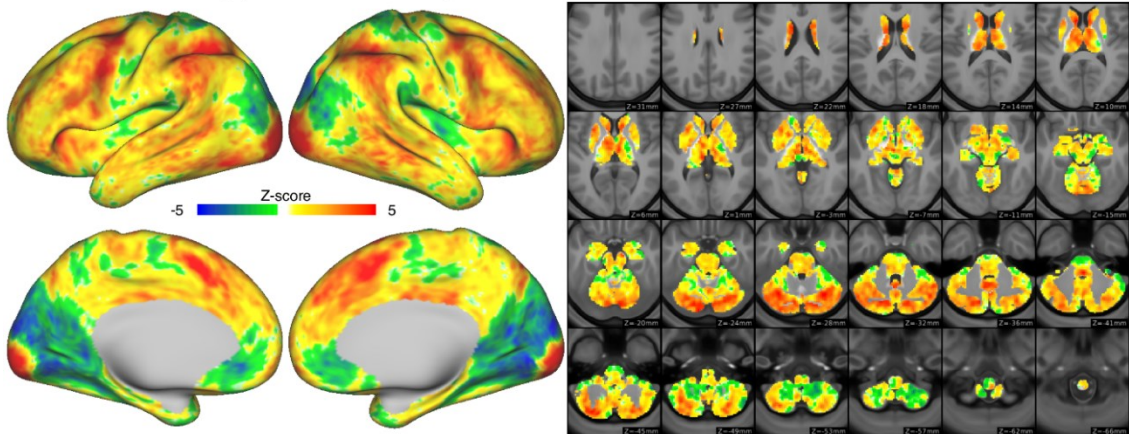 Z-score
-5 5
Z=31mm Z=27mm Z=22mm Z=18mm Z=14mm Z=10mm
Z=6mm Z=1mm Z=-3mm Z=-7mm Z=-11mm Z=-15mm
Z=-20mm Z=-24mm Z=-28mm Z=-32mm Z=-36mm Z=-41mm
Z=-45mm Z=-49mm Z=-53mm Z=-57mm Z=-62mm Z=-66mm